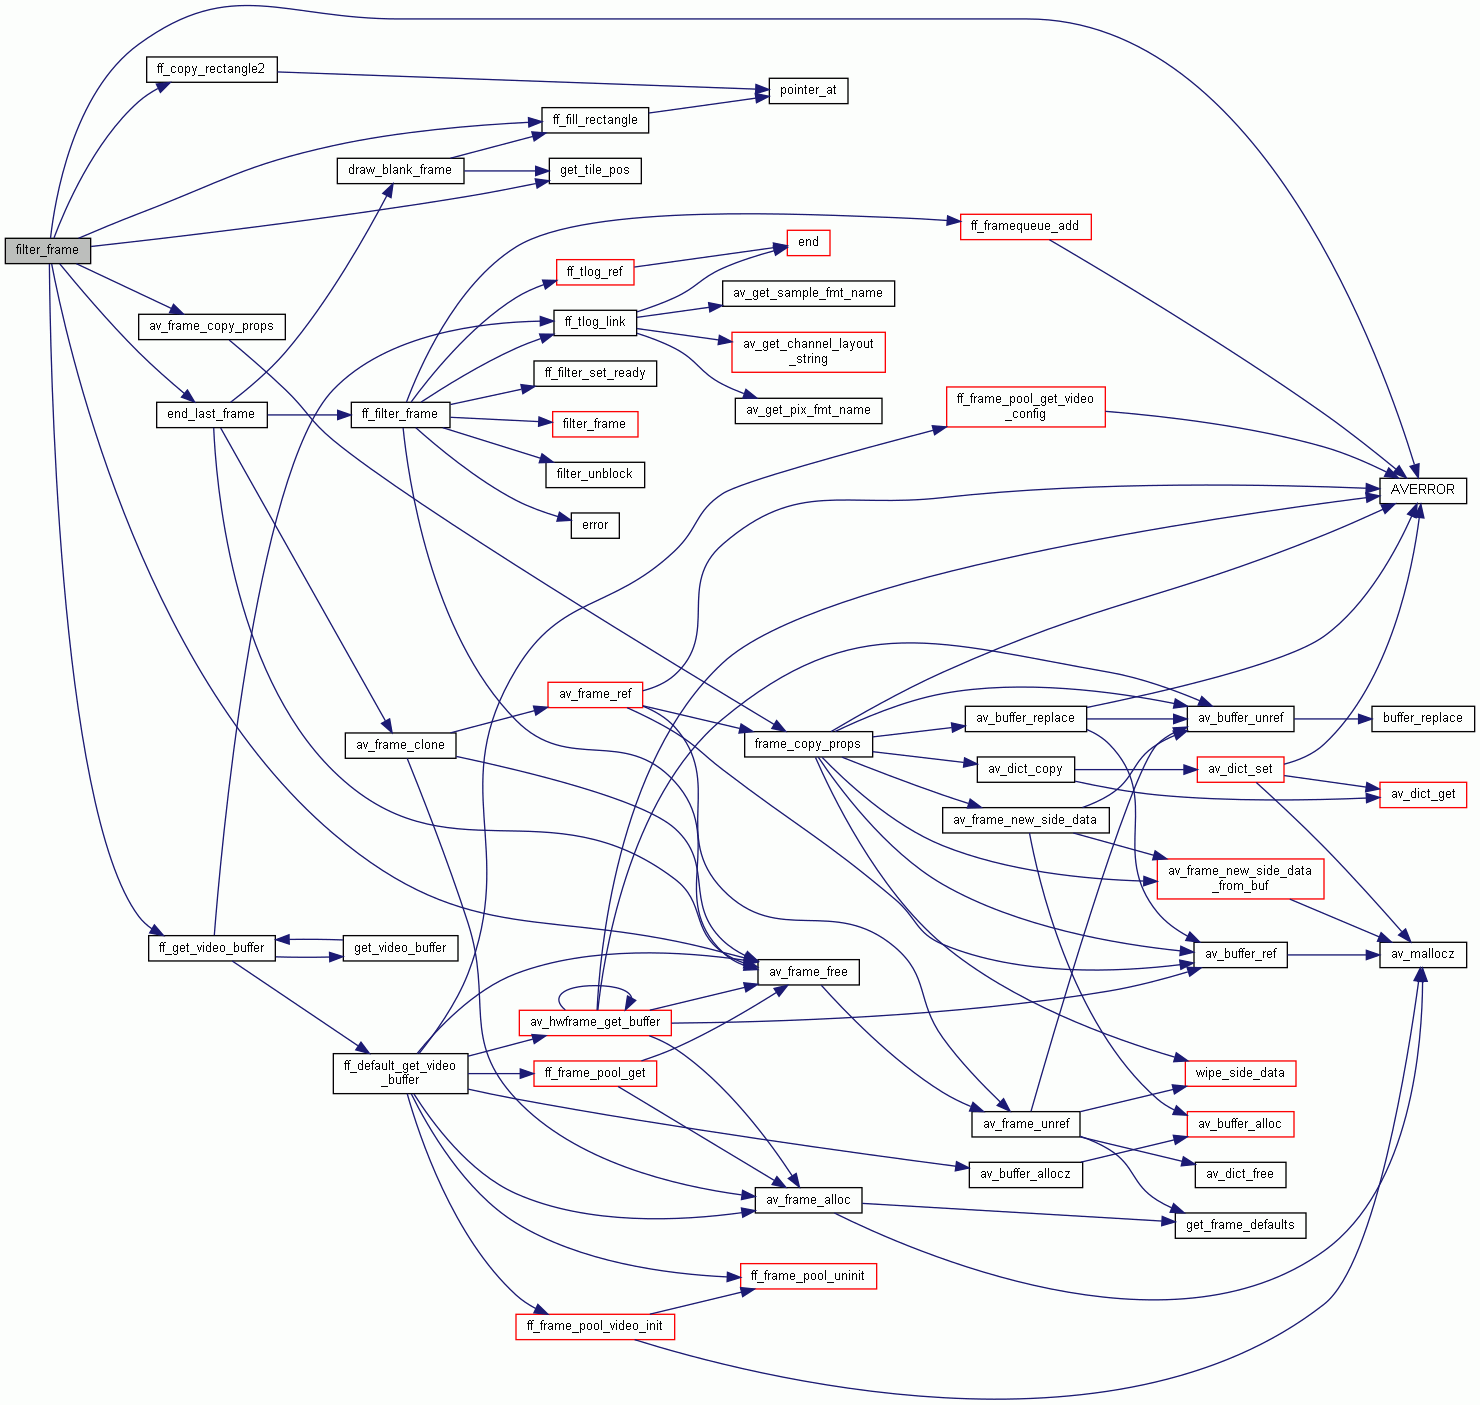 ff_copy_rectangle2
pointer_at
ff_fill_rectangle
draw_blank_frame
get_tile_pos
ff_framequeue_add
filter_frame
end
ff_tlog_ref
av_get_sample_fmt_name
av_frame_copy_props
ff_tlog_link
av_get_channel_layout
_string
ff_filter_set_ready
end_last_frame
ff_filter_frame
av_get_pix_fmt_name
ff_frame_pool_get_video
_config
filter_frame
filter_unblock
AVERROR
error
av_frame_ref
av_frame_clone
frame_copy_props
av_buffer_replace
av_buffer_unref
buffer_replace
av_dict_copy
av_dict_set
av_dict_get
av_frame_new_side_data
av_frame_new_side_data
_from_buf
ff_get_video_buffer
get_video_buffer
av_buffer_ref
av_mallocz
av_frame_free
av_hwframe_get_buffer
ff_default_get_video
_buffer
ff_frame_pool_get
wipe_side_data
av_frame_unref
av_buffer_alloc
av_buffer_allocz
av_dict_free
av_frame_alloc
get_frame_defaults
ff_frame_pool_uninit
ff_frame_pool_video_init